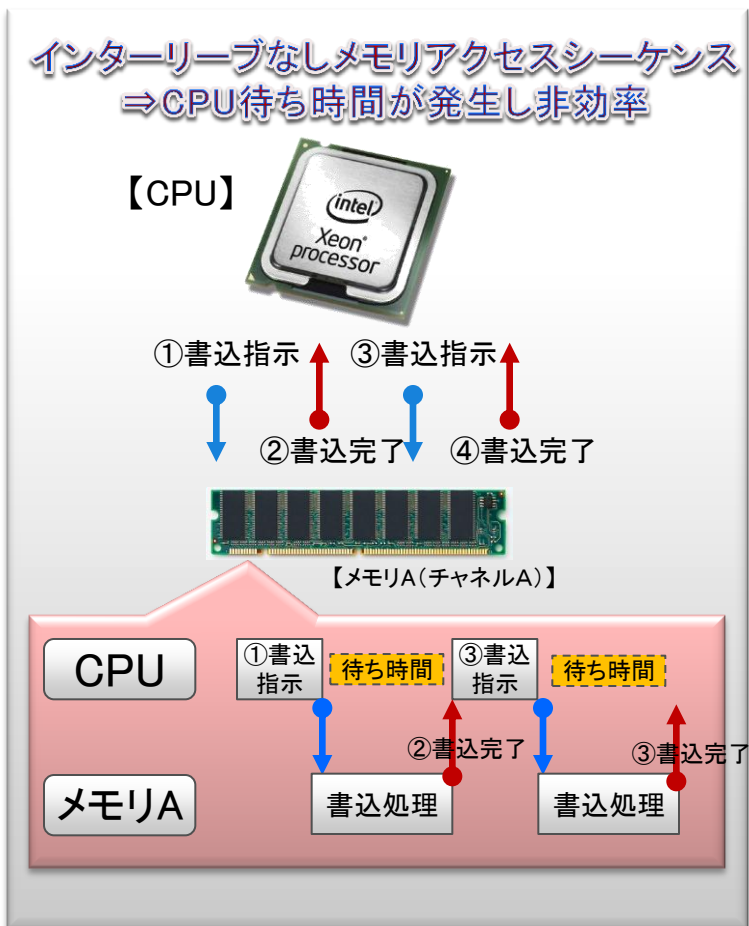 インターリーブなしメモリアクセスシーケンス
⇒CPU待ち時間が発生し非効率
【CPU】
intel
Xeon®
processor
①書込指示
③書込指示
②書込完了
④書込完了
【メモリA(チャネルA)】
CPU
①書込
指示
待ち時間
③書込
指示
待ち時間
②書込完了
③書込完了
メモリA
書込処理
書込処理